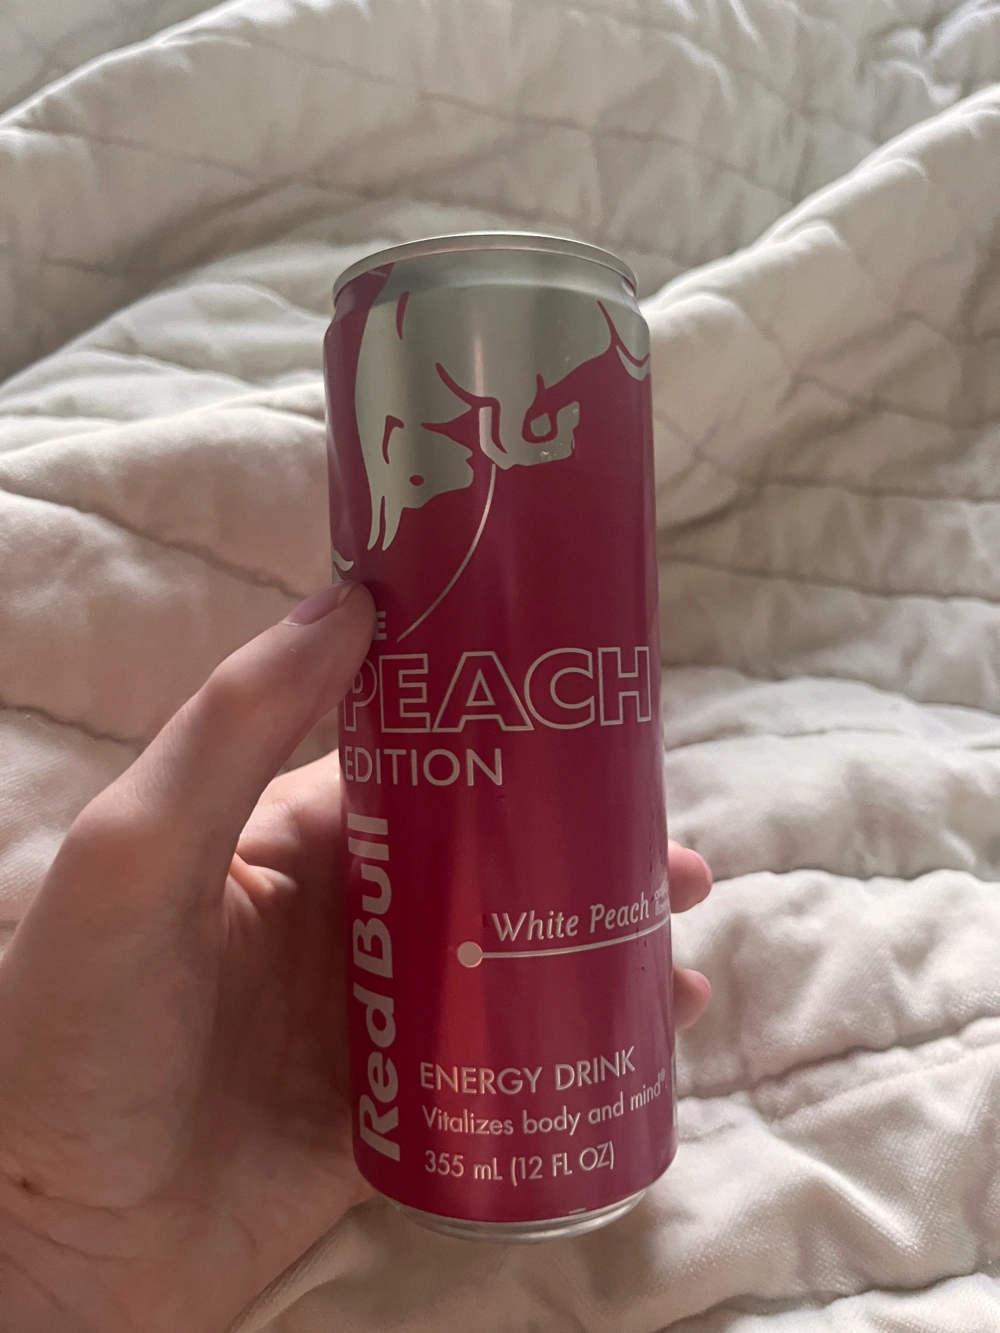 PEACH
EDITION
Red Bull
White Peach
ENERGY DRINK
Vitalizes body and mind®.
355 mL (12 FL OZ)